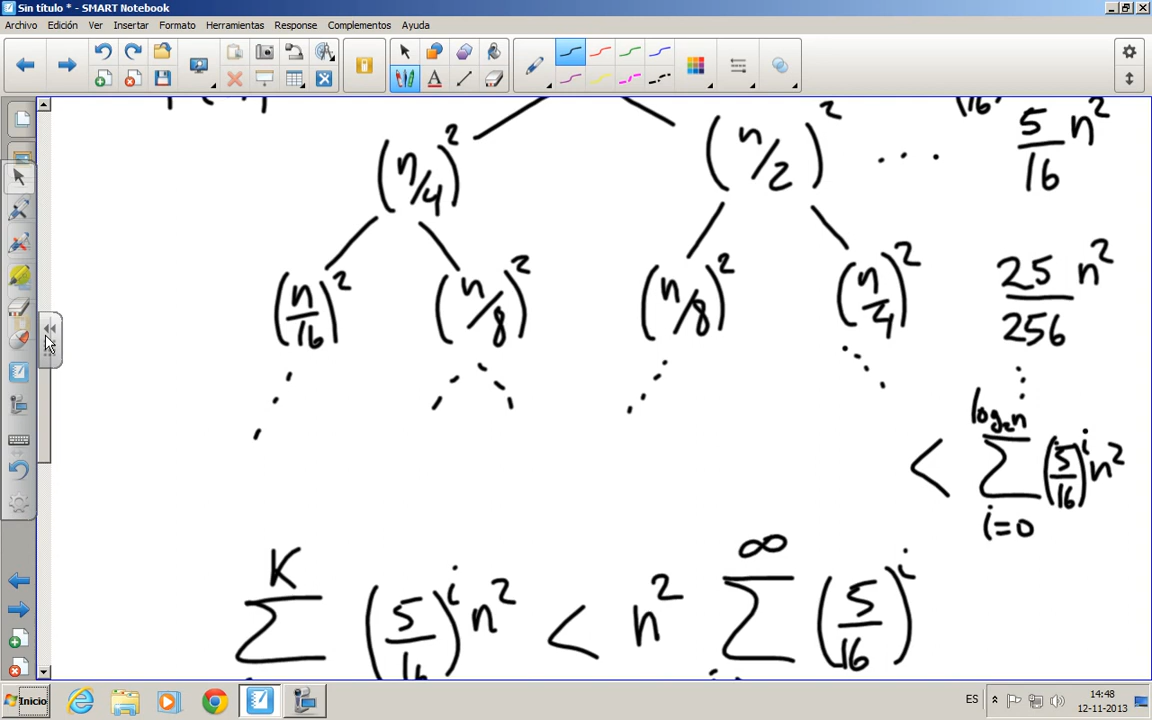 Sin título * - SMART Notebook
Archivo Edición Ver Insertar Formato Herramientas Response Complementos Ayuda
(n/4)² (n/2)² ... 5/16 n²
(n/16)² (n/8)² (n/8)² (n/4)² 25/256 n²
< ∑_{i=0}^{log₂n} (5/16)^i n²
∑^K (5/16)^i n² < n² ∑^∞ (5/16)^i
Inicio
ES
14:48
12-11-2013